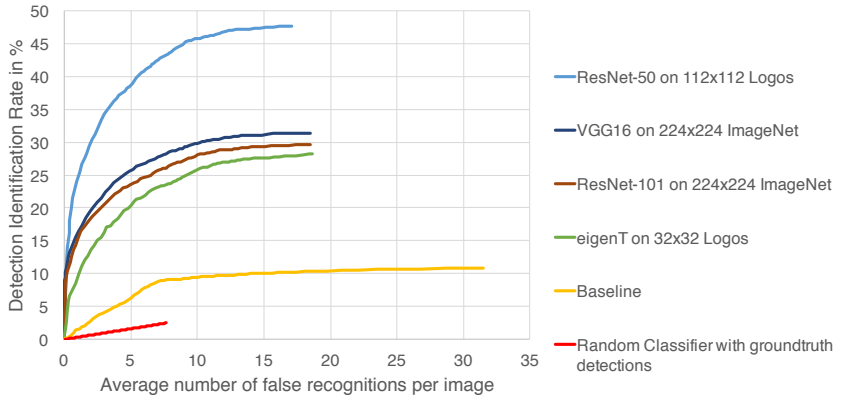 Detection Identification Rate in %
50
45
40
35
30
25
20
15
10
5
0
0 5 10 15 20 25 30 35
Average number of false recognitions per image
ResNet-50 on 112x112 Logos
VGG16 on 224x224 ImageNet
ResNet-101 on 224x224 ImageNet
eigenT on 32x32 Logos
Baseline
Random Classifier with groundtruth
detections